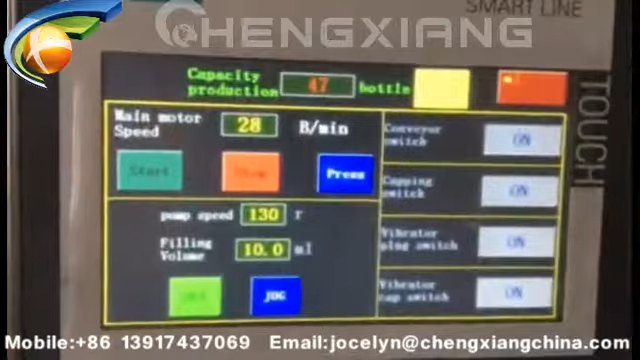 SMART LINE
CHENGXIANG
TOUCH
Capacity production 47 bottle
Main motor Speed 28 B/min
Start Stop Press
pump speed 130 r
Filling Volume 10.0 ml
JOG
Conveyor switch ON
Capping switch ON
Vibrator plug switch ON
Vibrator cap switch ON
Mobile:+86 13917437069 Email:jocelyn@chengxiangchina.com